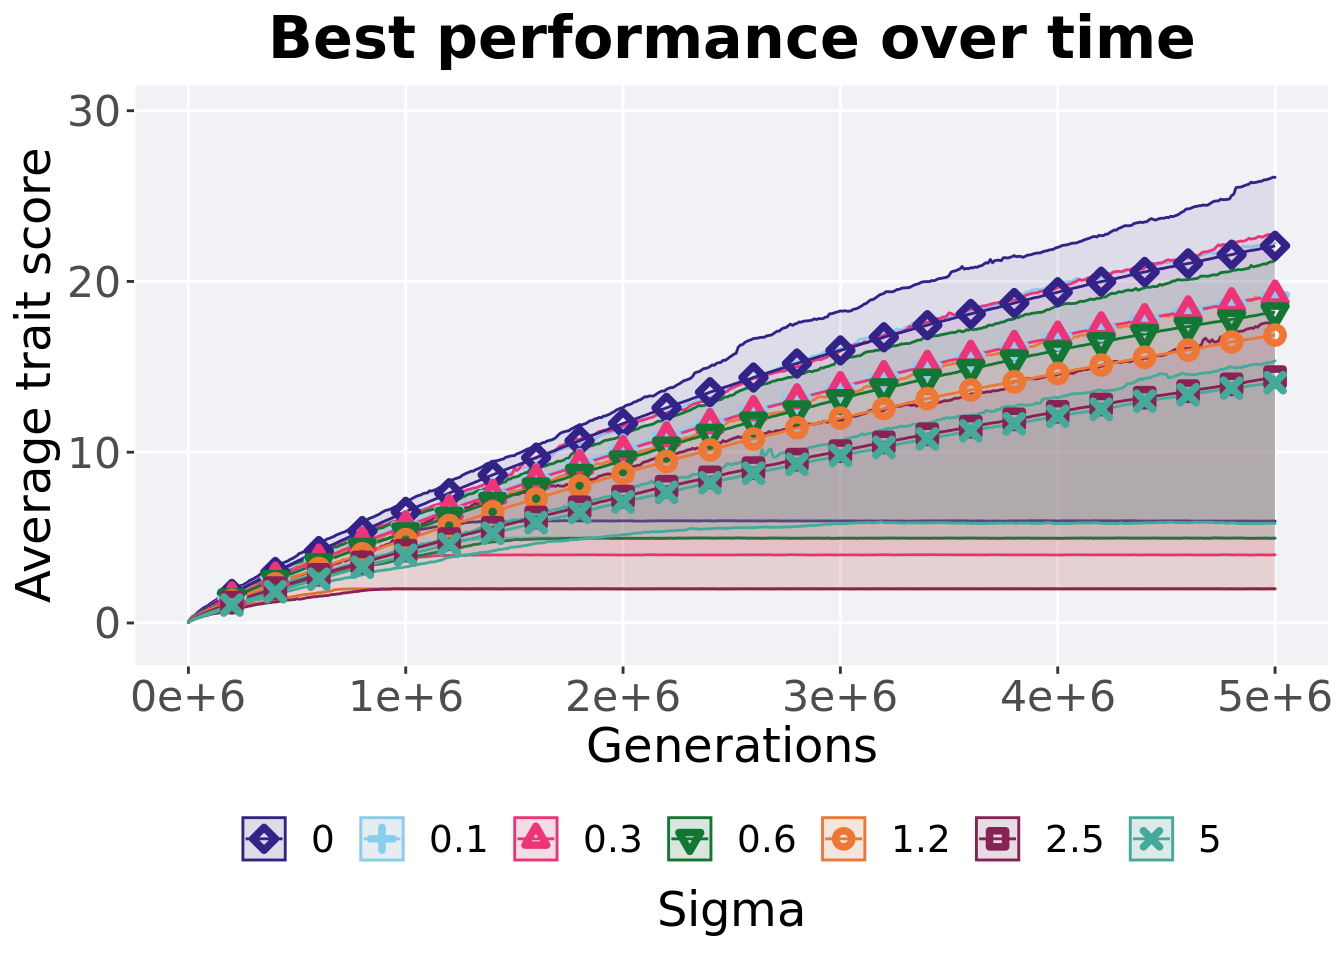 Best performance over time
Average trait score
30
20
10
0
0e+6 1e+6 2e+6 3e+6 4e+6 5e+6
Generations
0 0.1 0.3 0.6 1.2 2.5 5
Sigma